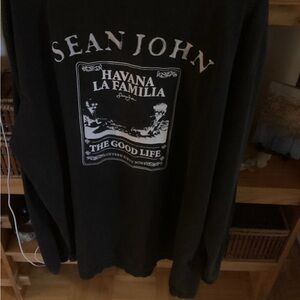 SEAN JOHN
HAVANA
LA FAMILIA
THE GOOD LIFE